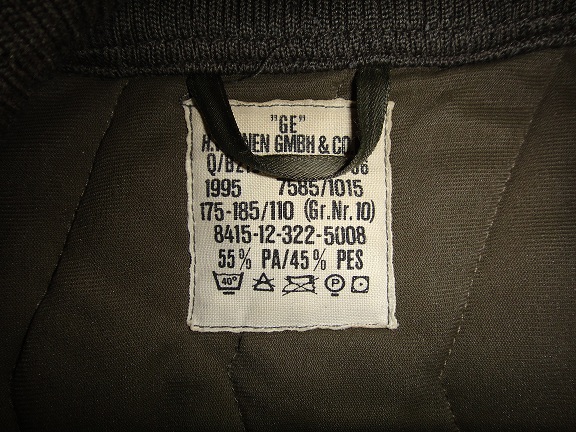 "GE"
GMBH & CO
1995 7585/1015
175-185/110 (Gr.Nr.10)
8415-12-322-5008
55% PA/45% PES
40° A P